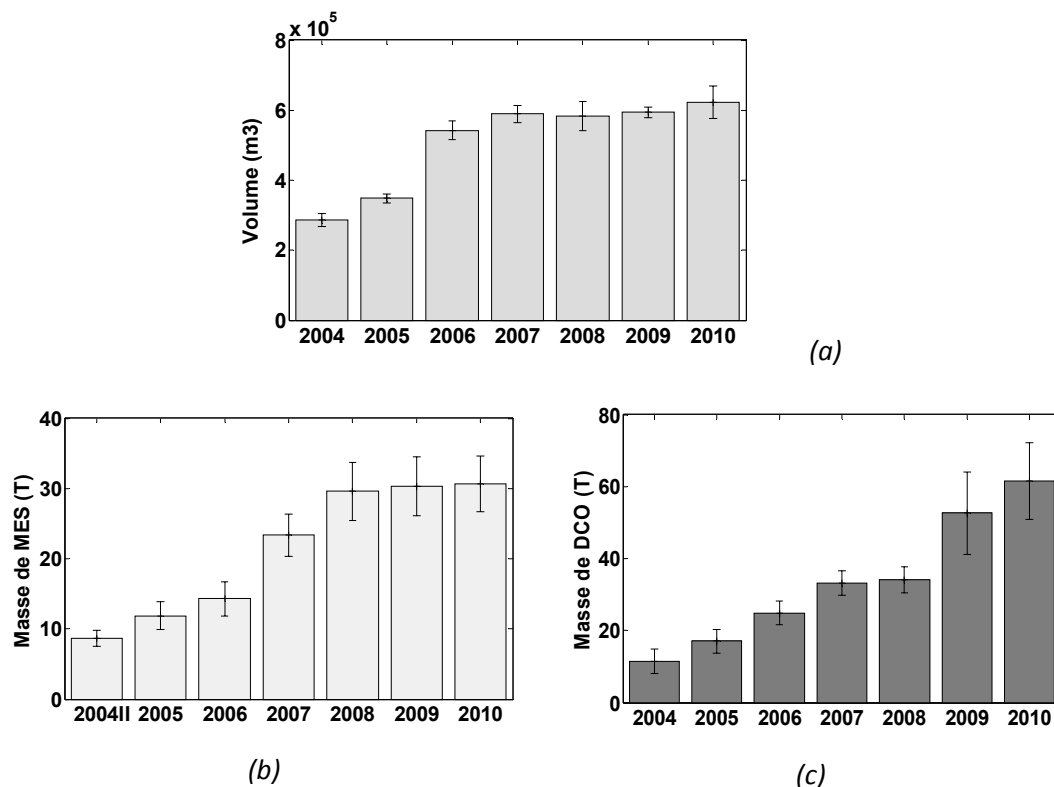 x 10⁵
8
6
4
2
0
Volume (m3)
2004 2005 2006 2007 2008 2009 2010
(a)
40
30
20
10
0
Masse de MES (T)
2004II 2005 2006 2007 2008 2009 2010
(b)
80
60
40
20
0
Masse de DCO (T)
2004 2005 2006 2007 2008 2009 2010
(c)